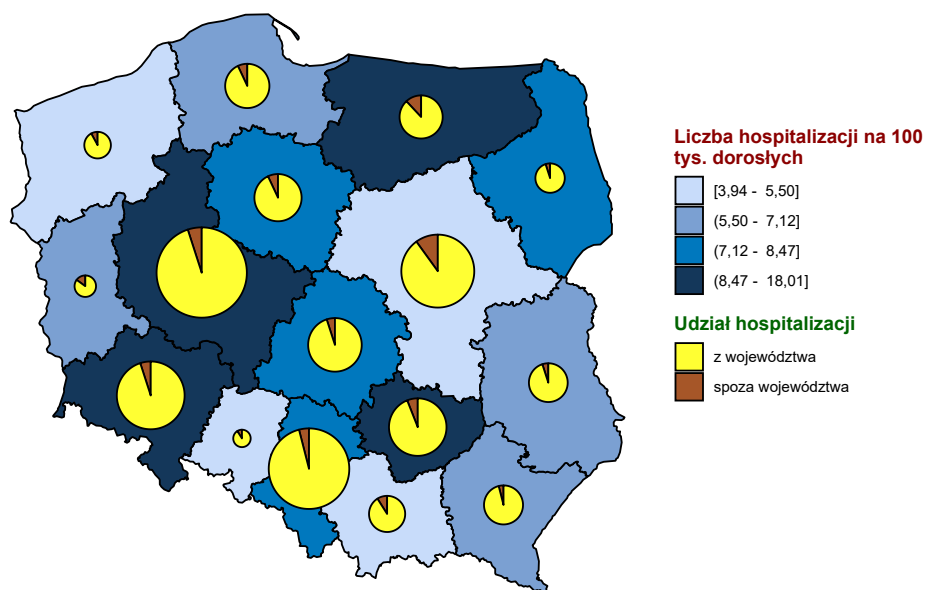 Liczba hospitalizacji na 100
tys. dorosłych
[3,94 - 5,50]
(5,50 - 7,12]
(7,12 - 8,47]
(8,47 - 18,01]
Udział hospitalizacji
z województwa
spoza województwa